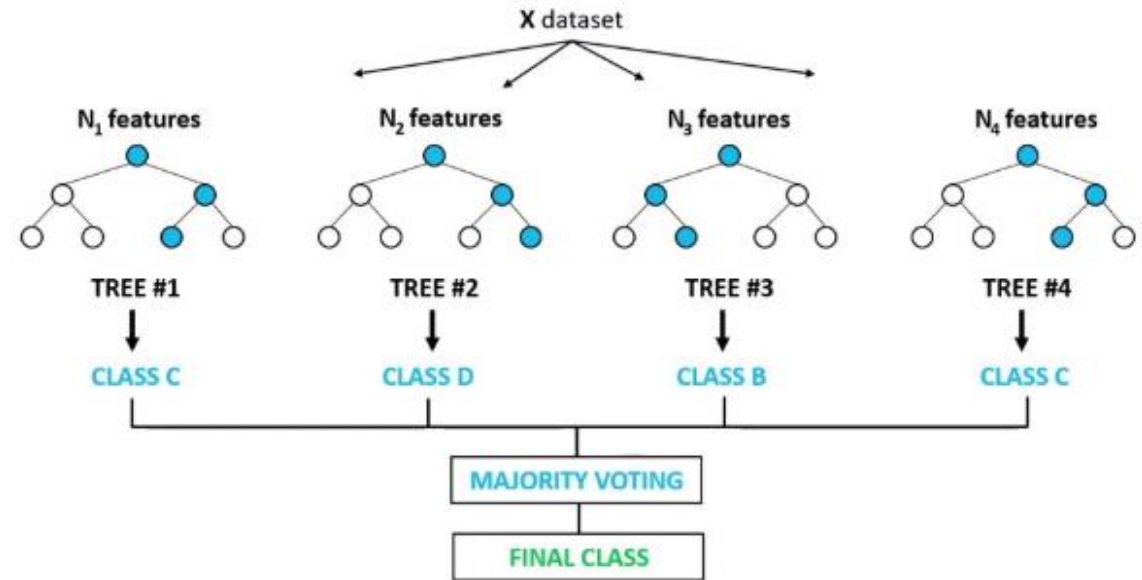 X dataset
N₁ features N₂ features N₃ features N₄ features
TREE #1 TREE #2 TREE #3 TREE #4
CLASS C CLASS D CLASS B CLASS C
MAJORITY VOTING
FINAL CLASS